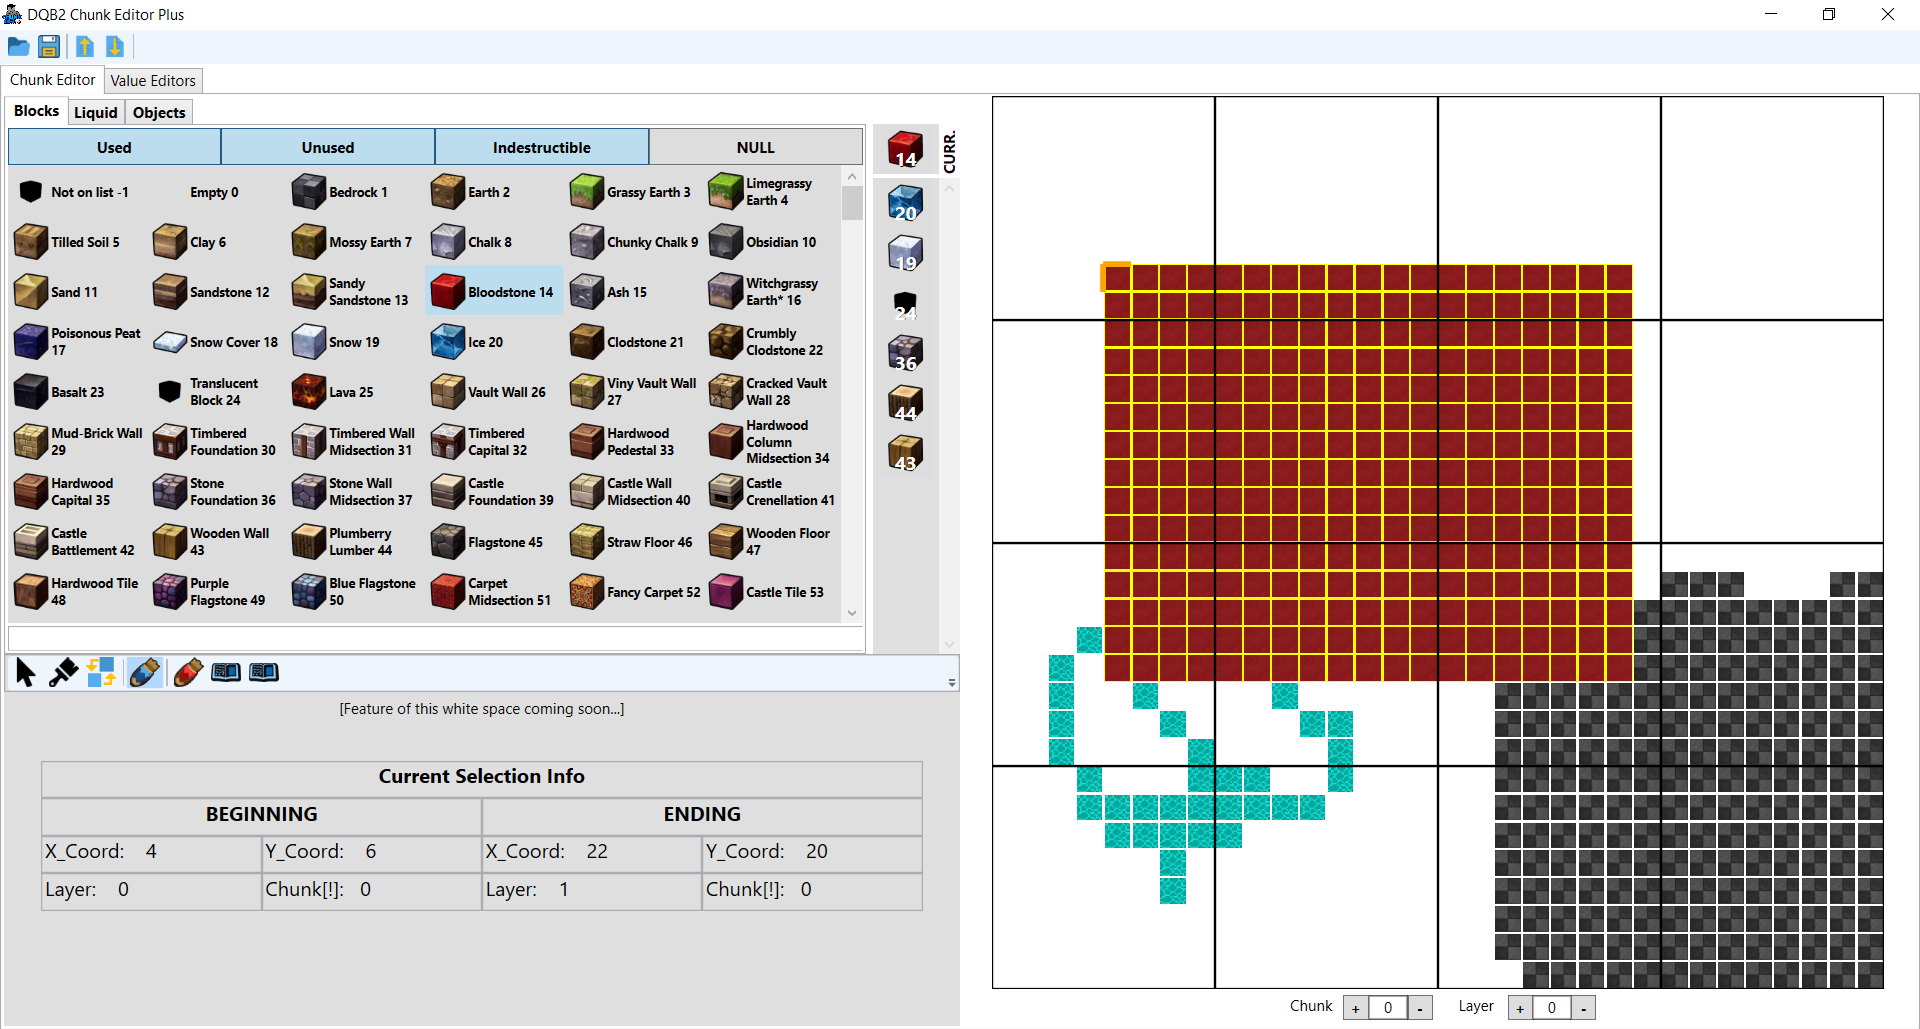 DQB2 Chunk Editor Plus
Chunk Editor
Value Editors
Blocks
Liquid
Objects
Used
Unused
Indestructible
NULL
Not on list -1
Empty 0
Bedrock 1
Earth 2
Grassy Earth 3
Limegrassy
Earth 4
Tilled Soil 5
Clay 6
Mossy Earth 7
Chalk 8
Chunky Chalk 9
Obsidian 10
Sand 11
Sandstone 12
Sandy
Sandstone 13
Bloodstone 14
Ash 15
Witchgrassy
Earth* 16
Poisonous Peat
17
Snow Cover 18
Snow 19
Ice 20
Clodstone 21
Crumbly
Clodstone 22
Basalt 23
Translucent
Block 24
Lava 25
Vault Wall 26
Viny Vault Wall
27
Cracked Vault
Wall 28
Mud-Brick Wall
29
Timbered
Foundation 30
Timbered Wall
Midsection 31
Timbered
Capital 32
Hardwood
Pedestal 33
Hardwood
Column
Midsection 34
Hardwood
Capital 35
Stone
Foundation 36
Stone Wall
Midsection 37
Castle
Foundation 39
Castle Wall
Midsection 40
Castle
Crenellation 41
Castle
Battlement 42
Wooden Wall
43
Plumberry
Lumber 44
Flagstone 45
Straw Floor 46
Wooden Floor
47
Hardwood Tile
48
Purple
Flagstone 49
Blue Flagstone
50
Carpet
Midsection 51
Fancy Carpet 52
Castle Tile 53
14
CURR.
20
19
24
36
44
43
[Feature of this white space coming soon...]
Current Selection Info
BEGINNING
ENDING
X_Coord: 4
Y_Coord: 6
X_Coord: 22
Y_Coord: 20
Layer: 0
Chunk[!]: 0
Layer: 1
Chunk[!]: 0
Chunk + 0 -
Layer + 0 -